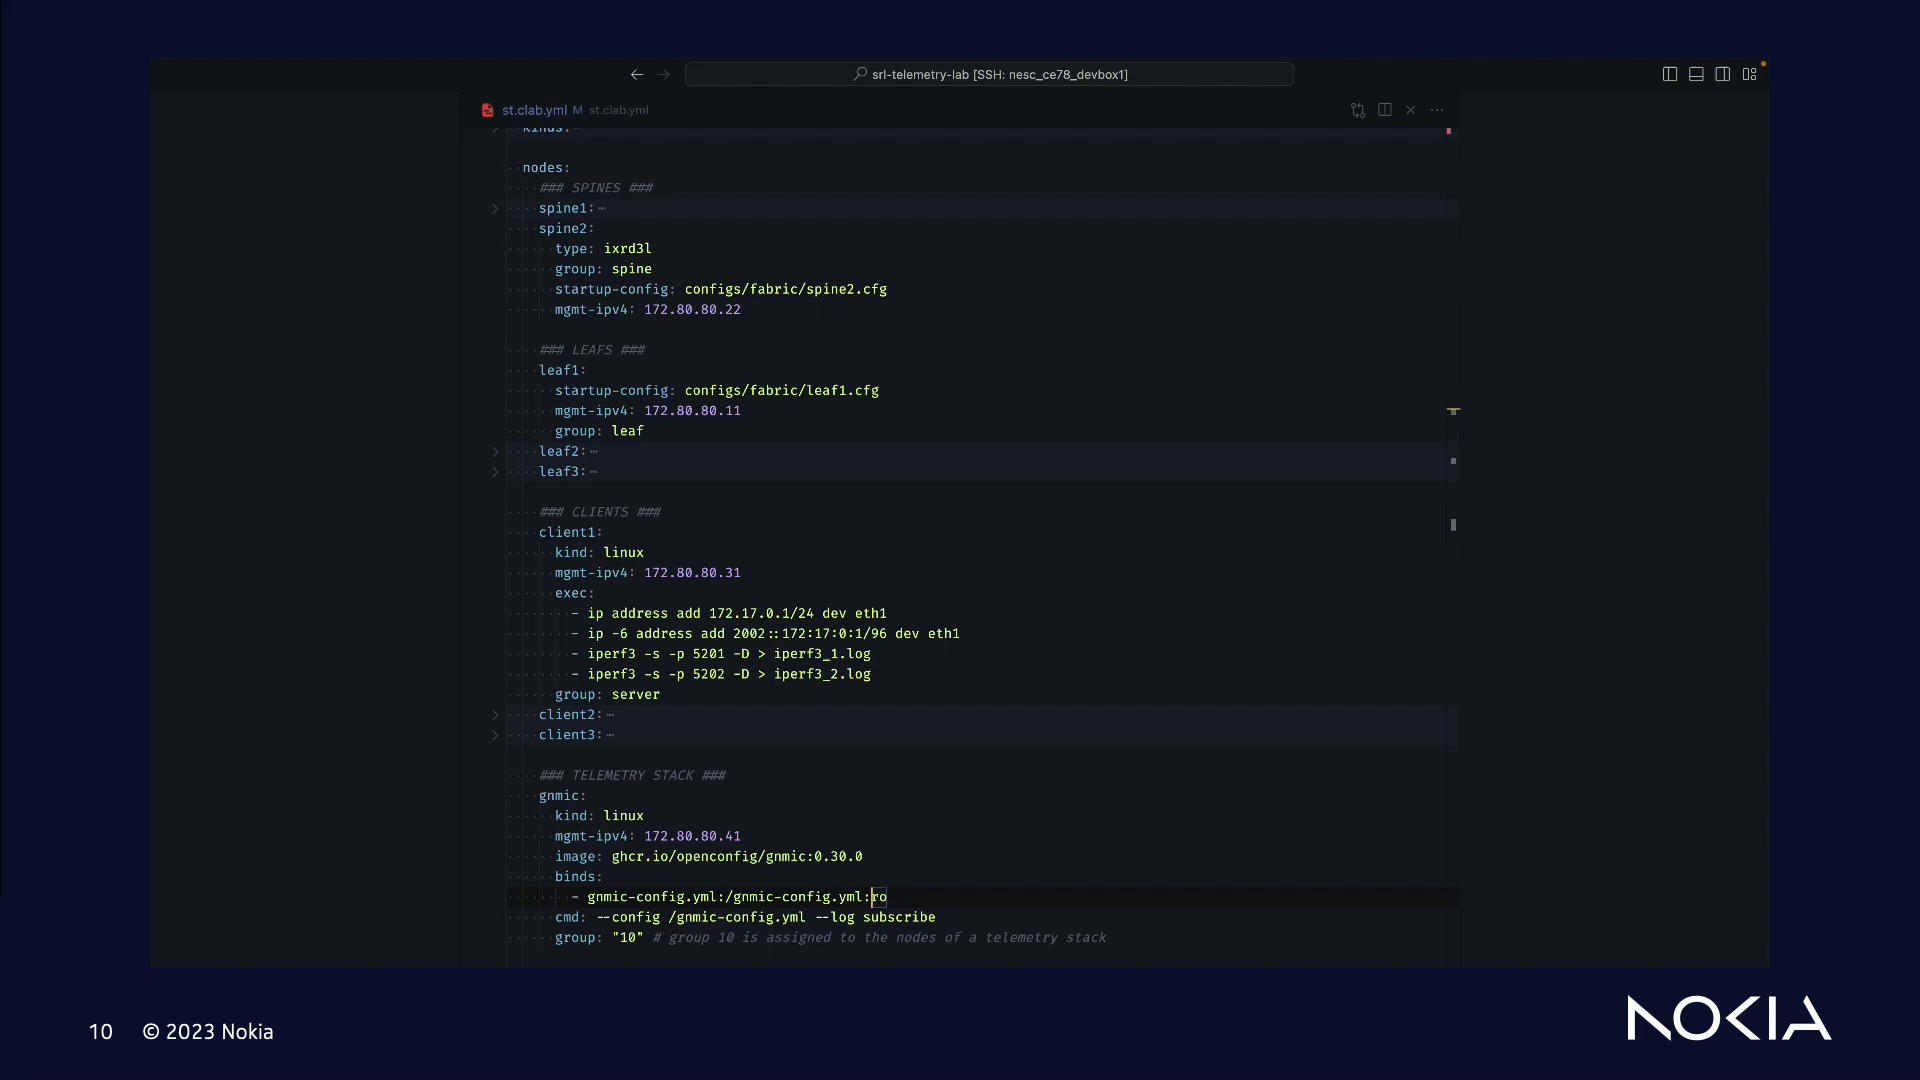 srl-telemetry-lab [SSH: nesc_ce78_devbox1]
st.clab.yml M st.clab.yml
kinds:
nodes:
### SPINES ###
spine1:
spine2:
type: ixrd3l
group: spine
startup-config: configs/fabric/spine2.cfg
mgmt-ipv4: 172.80.80.22
### LEAFS ###
leaf1:
startup-config: configs/fabric/leaf1.cfg
mgmt-ipv4: 172.80.80.11
group: leaf
leaf2:
leaf3:
### CLIENTS ###
client1:
kind: linux
mgmt-ipv4: 172.80.80.31
exec:
- ip address add 172.17.0.1/24 dev eth1
- ip -6 address add 2002::172:17:0:1/96 dev eth1
- iperf3 -s -p 5201 -D > iperf3_1.log
- iperf3 -s -p 5202 -D > iperf3_2.log
group: server
client2:
client3:
### TELEMETRY STACK ###
gnmic:
kind: linux
mgmt-ipv4: 172.80.80.41
image: ghcr.io/openconfig/gnmic:0.30.0
binds:
- gnmic-config.yml:/gnmic-config.yml:ro
cmd: --config /gnmic-config.yml --log subscribe
group: "10" # group 10 is assigned to the nodes of a telemetry stack
10 © 2023 Nokia
NOKIA